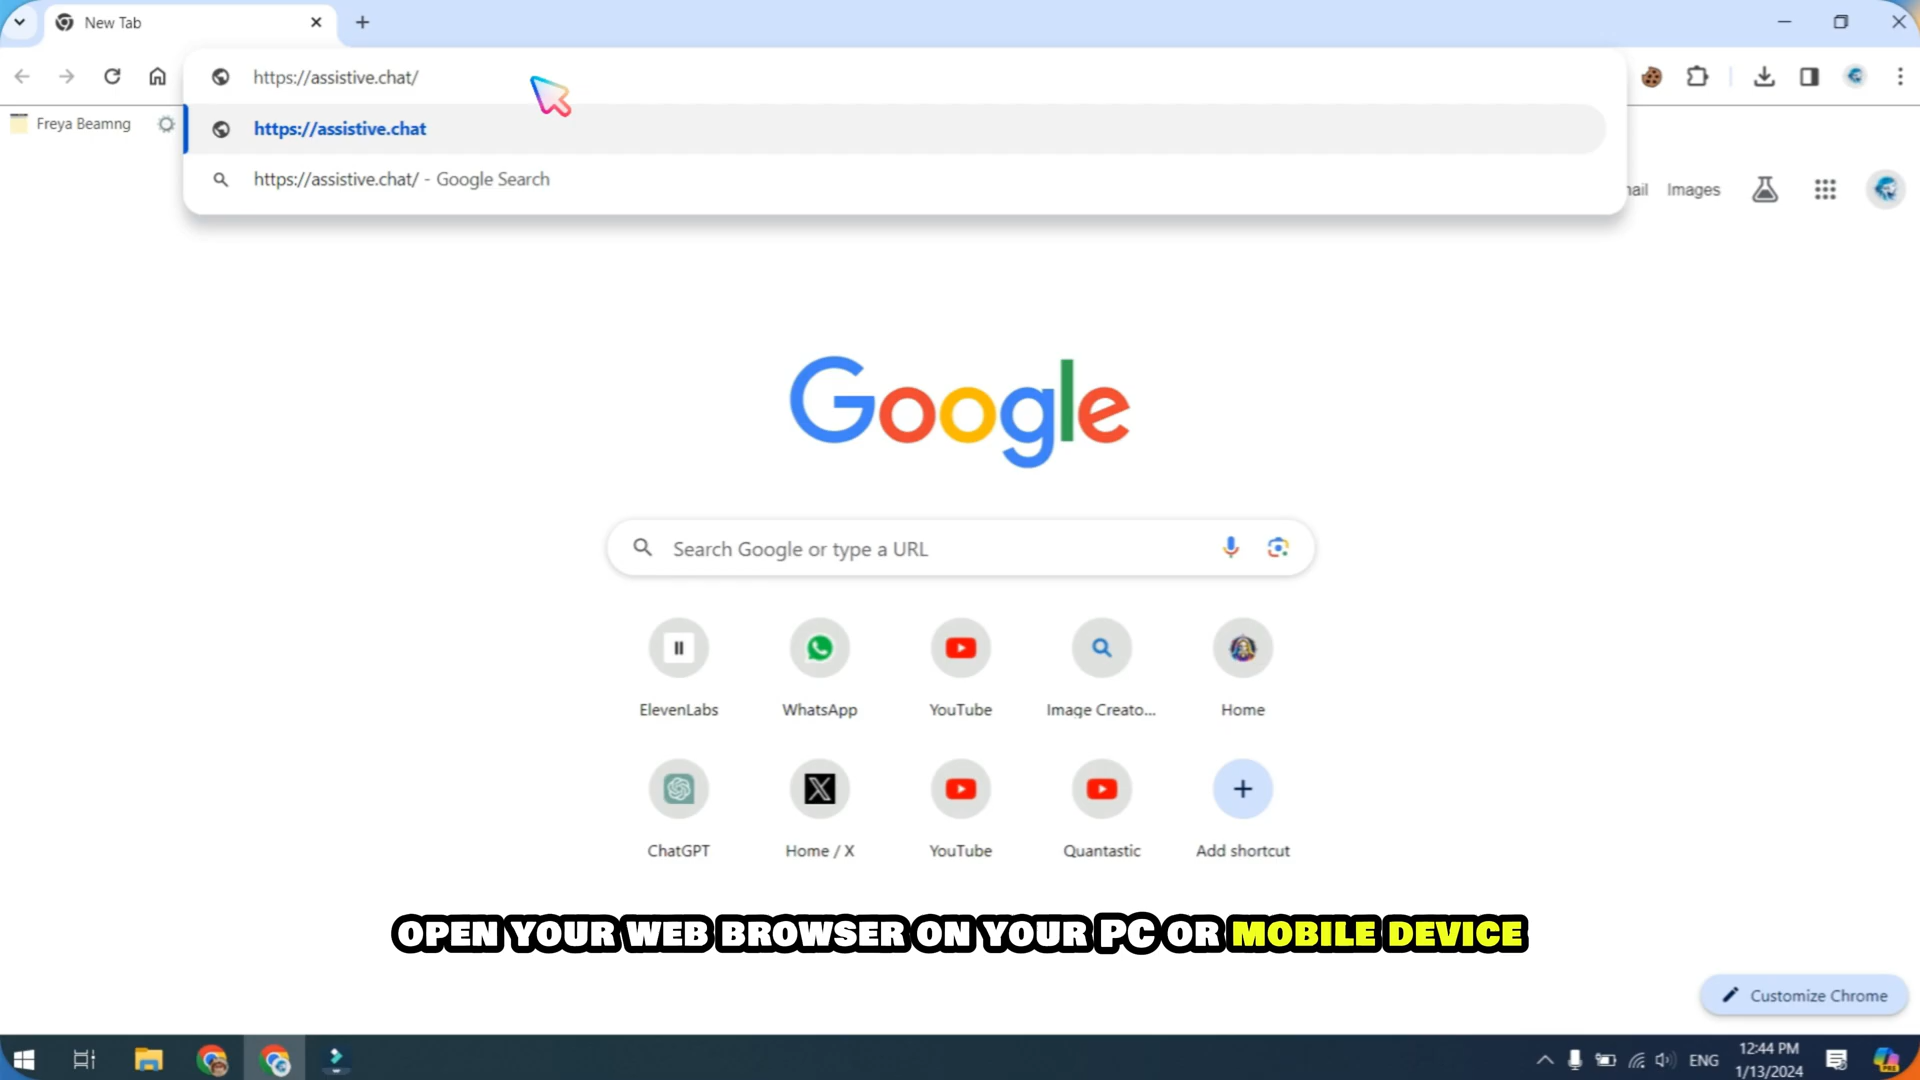 New Tab
https://assistive.chat/
Freya Beamng
https://assistive.chat
https://assistive.chat/ - Google Search
ail Images
Google
Search Google or type a URL
ElevenLabs WhatsApp YouTube Image Creato... Home
ChatGPT Home / X YouTube Quantastic Add shortcut
OPEN YOUR WEB BROWSER ON YOUR PC OR MOBILE DEVICE
Customize Chrome
ENG 12:44 PM
1/13/2024